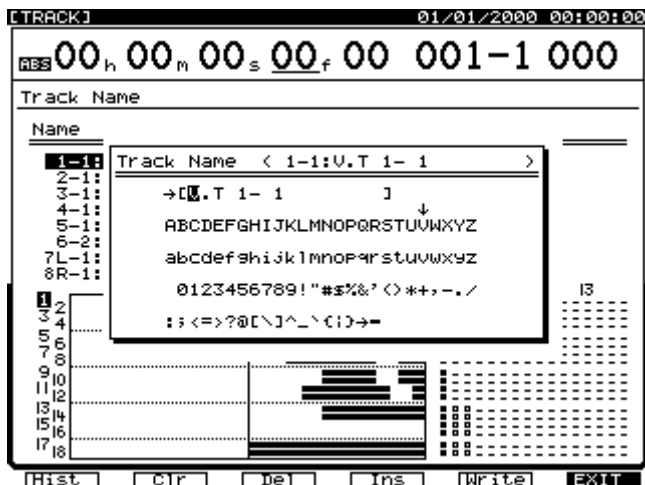 [TRACK] 01/01/2000 00:00:00
ABS 00h 00m 00s 00f 00 001-1 000
Track Name
Name
1-1:
2-1:
3-1:
4-1:
5-1:
6-2:
7L-1:
8R-1:
Track Name < 1-1:V.T 1- 1 >
→[V.T 1- 1 ]
↓
ABCDEFGHIJKLMNOPQRSTUVWXYZ
abcdefghijklmnopqrstuvwxyz
0123456789!"#$%&'()*+,-./
:;<=>?@[\]^_`{|}→←
13
1
2
3
4
5
6
7
8
9
10
11
12
13
14
15
16
17
18
Hist Clr Del Ins Write EXIT